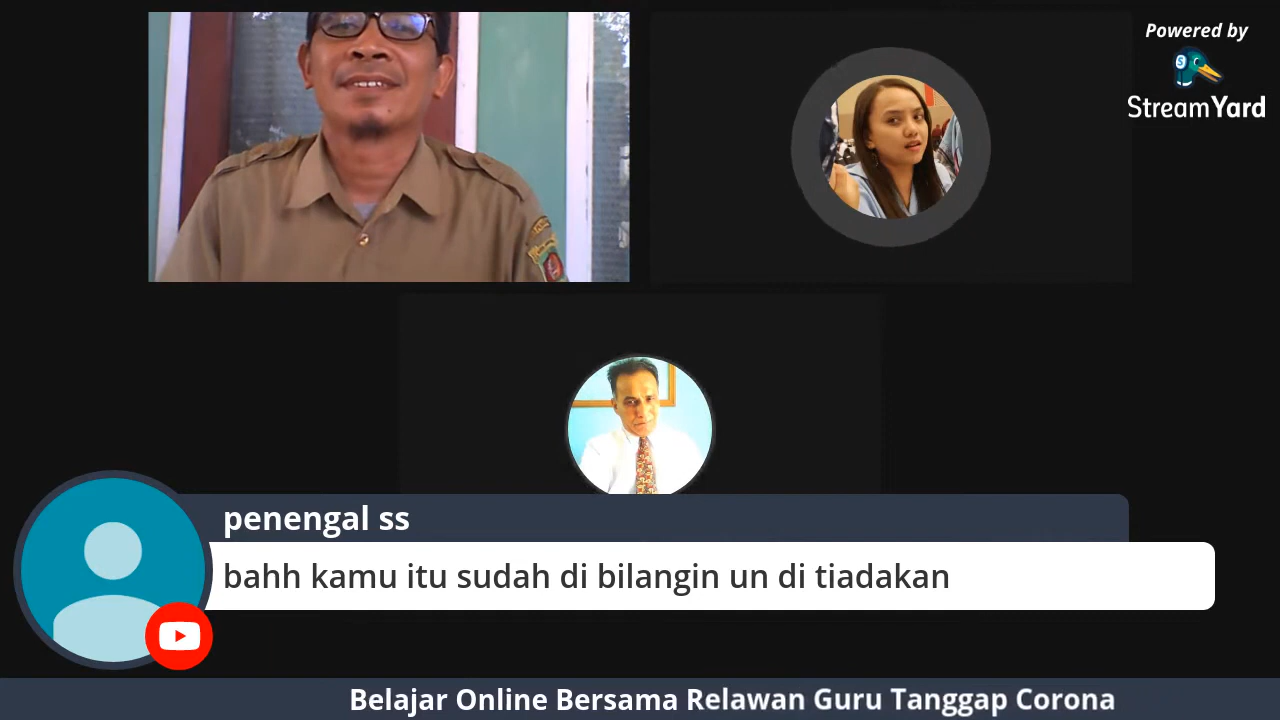 Powered by
StreamYard
penengal ss
bahh kamu itu sudah di bilangin un di tiadakan
Belajar Online Bersama Relawan Guru Tanggap Corona